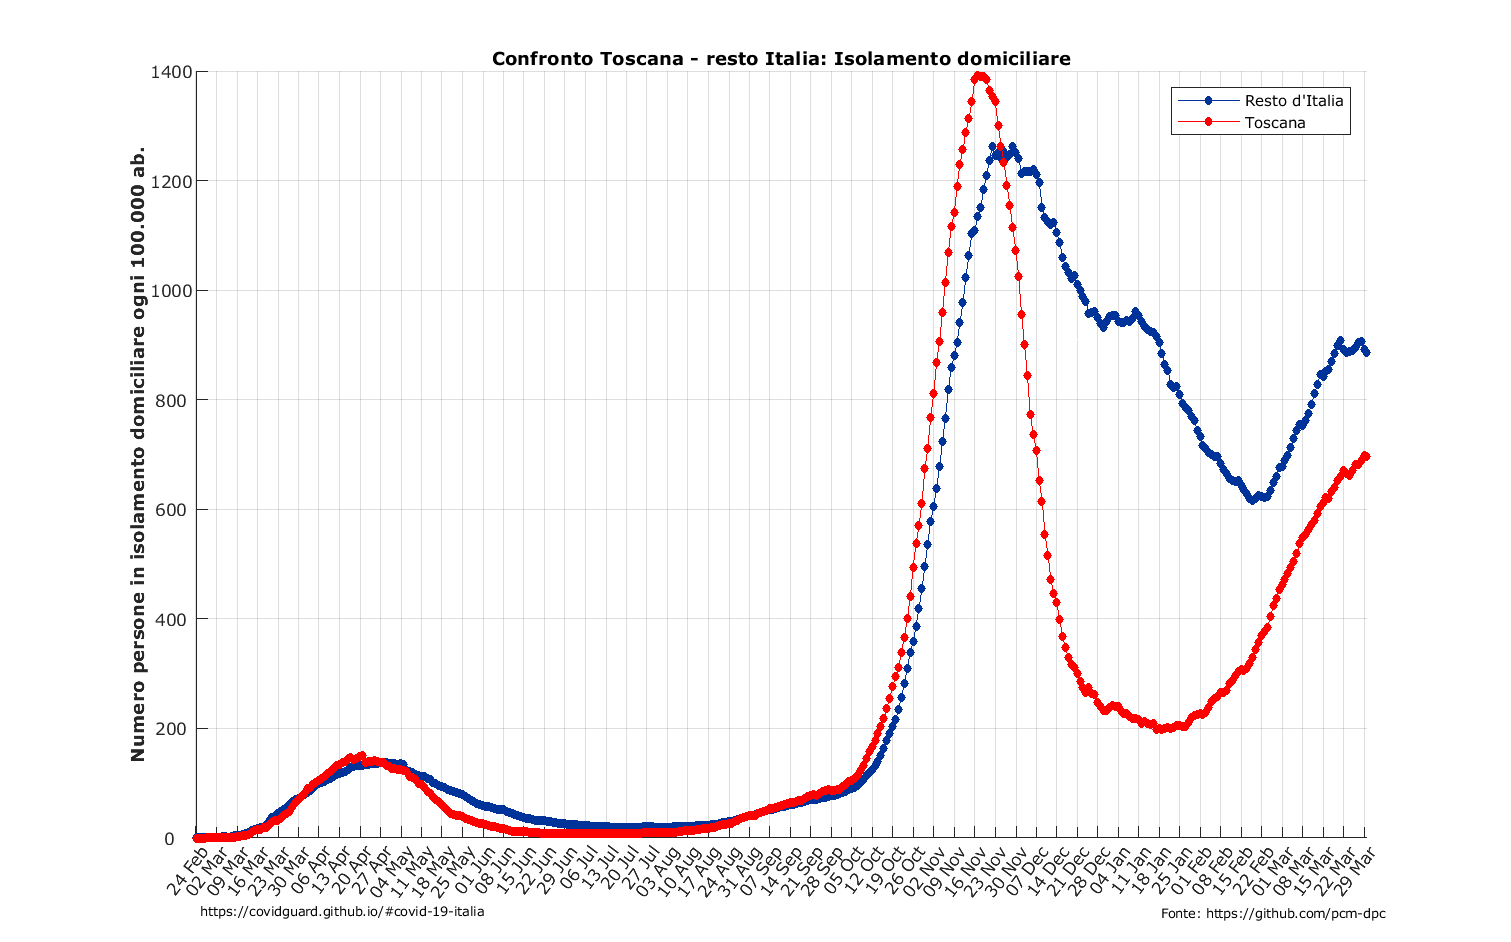 Confronto Toscana - resto Italia: Isolamento domiciliare
Numero persone in isolamento domiciliare ogni 100.000 ab.
1400
1200
1000
800
600
400
200
0
Resto d'Italia
Toscana
24 Feb
02 Mar
09 Mar
16 Mar
23 Mar
30 Mar
06 Apr
13 Apr
20 Apr
27 Apr
04 May
11 May
18 May
25 May
01 Jun
08 Jun
15 Jun
22 Jun
29 Jun
06 Jul
13 Jul
20 Jul
27 Jul
03 Aug
10 Aug
17 Aug
24 Aug
31 Aug
07 Sep
14 Sep
21 Sep
28 Sep
05 Oct
12 Oct
19 Oct
26 Oct
02 Nov
09 Nov
16 Nov
23 Nov
30 Nov
07 Dec
14 Dec
21 Dec
28 Dec
04 Jan
11 Jan
18 Jan
25 Jan
01 Feb
08 Feb
15 Feb
22 Feb
01 Mar
08 Mar
15 Mar
22 Mar
29 Mar
https://covidguard.github.io/#covid-19-italia
Fonte: https://github.com/pcm-dpc